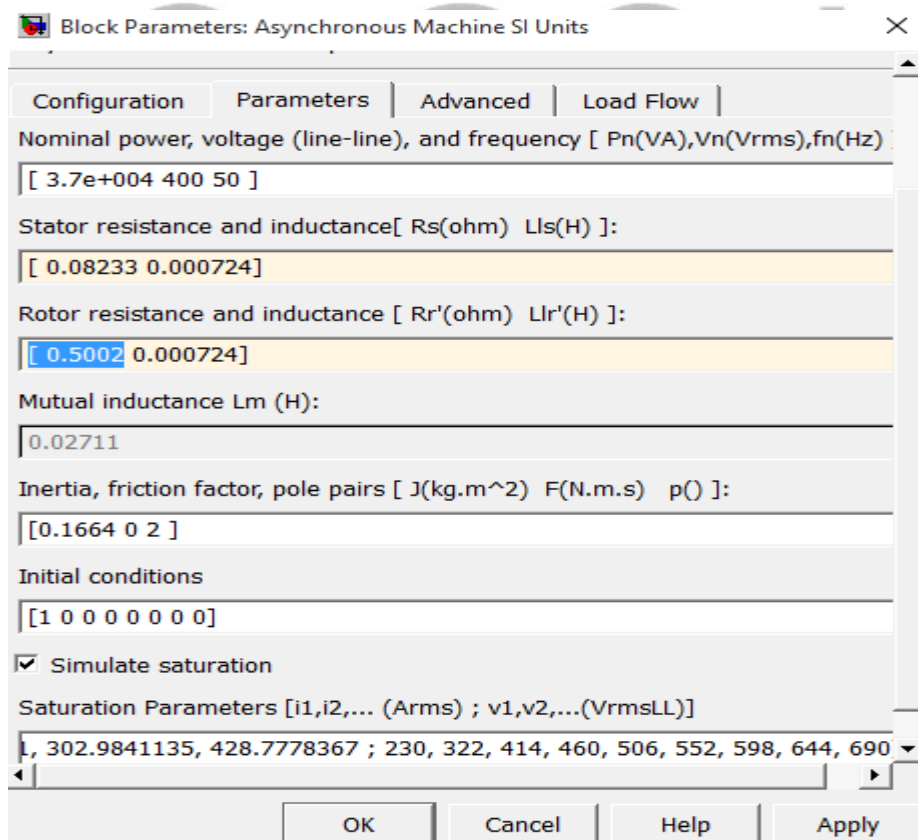 Block Parameters: Asynchronous Machine SI Units
Configuration Parameters Advanced Load Flow
Nominal power, voltage (line-line), and frequency [ Pn(VA),Vn(Vrms),fn(Hz) ]
[ 3.7e+004 400 50 ]
Stator resistance and inductance[ Rs(ohm) Lls(H) ]:
[ 0.08233 0.000724]
Rotor resistance and inductance [ Rr'(ohm) Llr'(H) ]:
[ 0.5002 0.000724]
Mutual inductance Lm (H):
0.02711
Inertia, friction factor, pole pairs [ J(kg.m^2) F(N.m.s) p() ]:
[0.1664 0 2 ]
Initial conditions
[1 0 0 0 0 0 0 0]
Simulate saturation
Saturation Parameters [i1,i2,... (Arms) ; v1,v2,...(VrmsLL)]
, 302.9841135, 428.7778367 ; 230, 322, 414, 460, 506, 552, 598, 644, 690
OK Cancel Help Apply